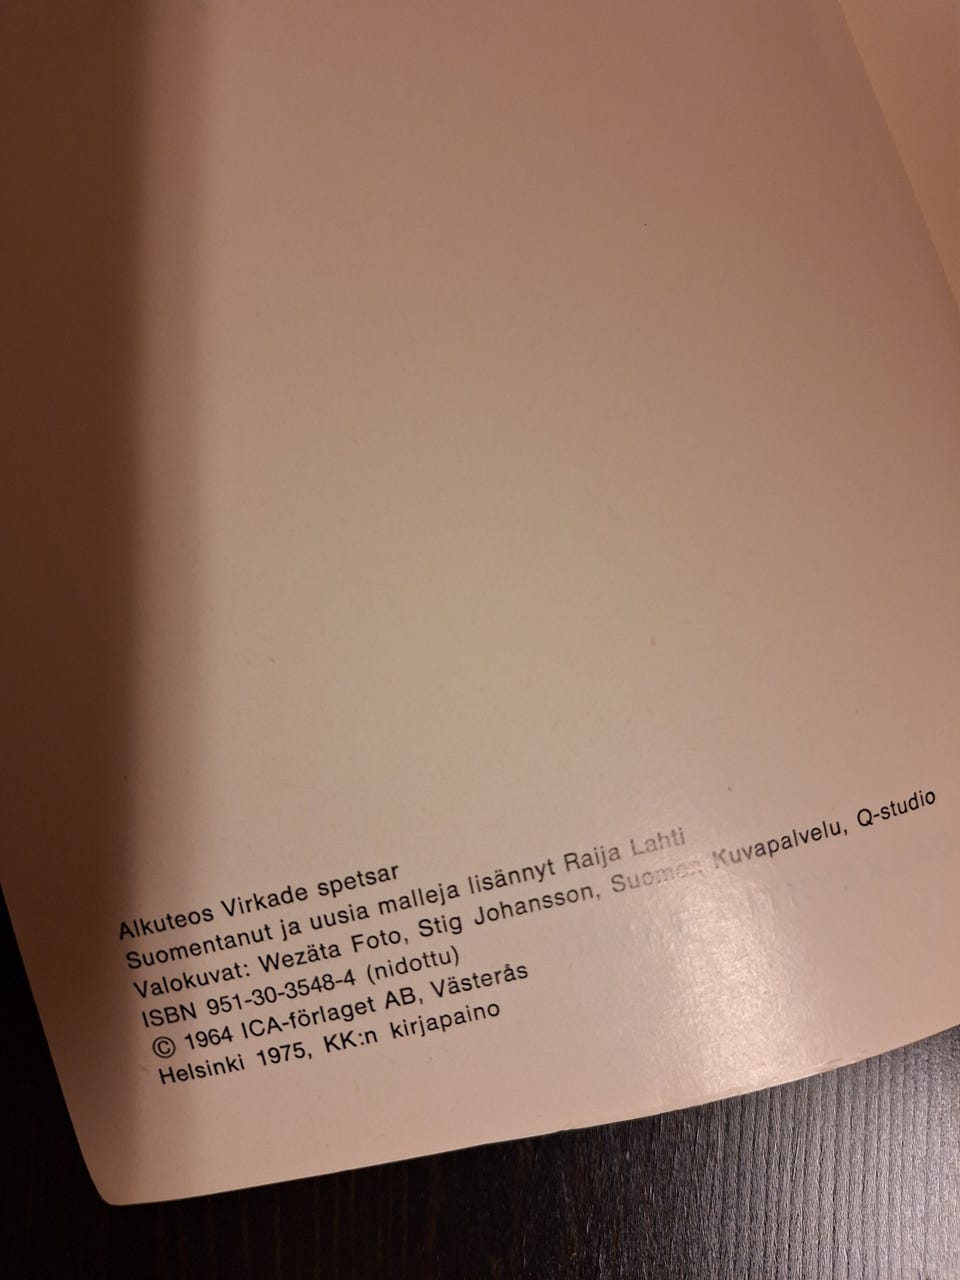 Alkuteos Virkade spetsar
Suomentanut ja uusia malleja lisännyt Raija Lahti
Valokuvat: Wezäta Foto, Stig Johansson, Suomen Kuvapalvelu, Q-studio
ISBN 951-30-3548-4 (nidottu)
© 1964 ICA-förlaget AB, Västerås
Helsinki 1975, KK:n kirjapaino